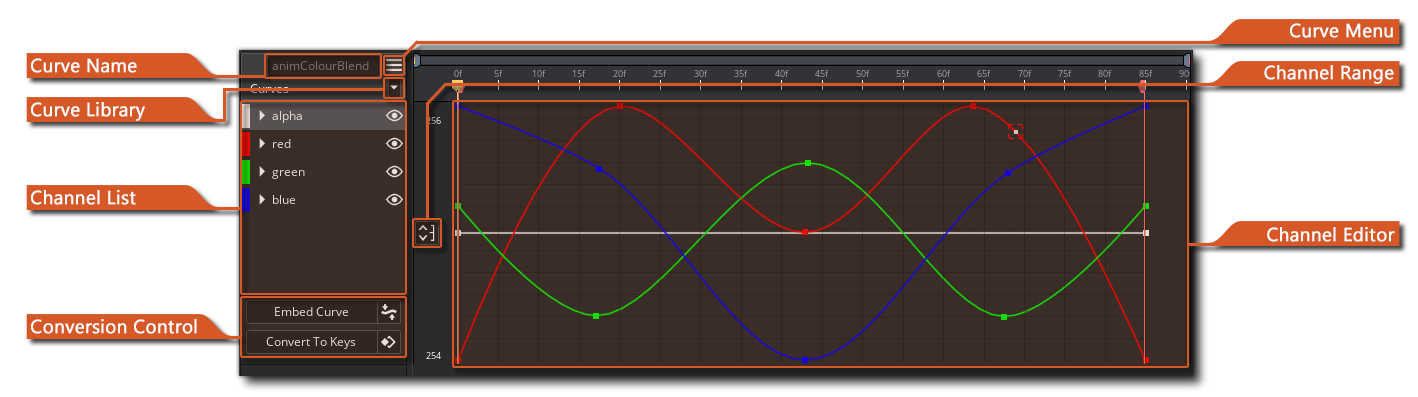 Curve Menu
Curve Name
animColourBlend
Channel Range
0f 5f 10f 15f 20f 25f 30f 35f 40f 45f 50f 55f 60f 65f 70f 75f 80f 85f 90
Curves
Curve Library
alpha
256
red
green
Channel List
blue
Channel Editor
Embed Curve
Conversion Control
Convert To Keys
254